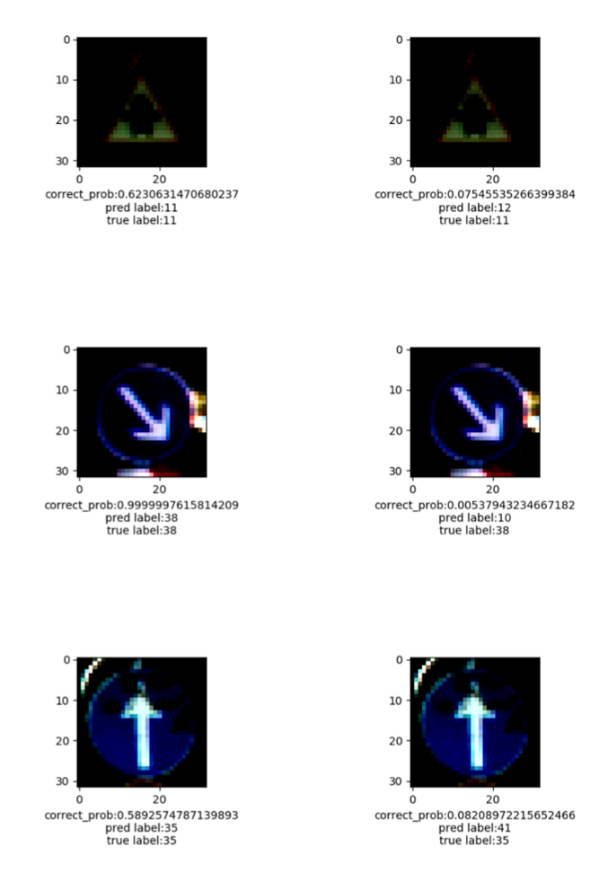 0
10
20
30
0 20
correct_prob:0.6230631470680237
pred label:11
true label:11
0
10
20
30
0 20
correct_prob:0.07545535266399384
pred label:12
true label:11
0
10
20
30
0 20
correct_prob:0.9999997615814209
pred label:38
true label:38
0
10
20
30
0 20
correct_prob:0.00537943234667182
pred label:10
true label:38
0
10
20
30
0 20
correct_prob:0.5892574787139893
pred label:35
true label:35
0
10
20
30
0 20
correct_prob:0.08208972215652466
pred label:41
true label:35